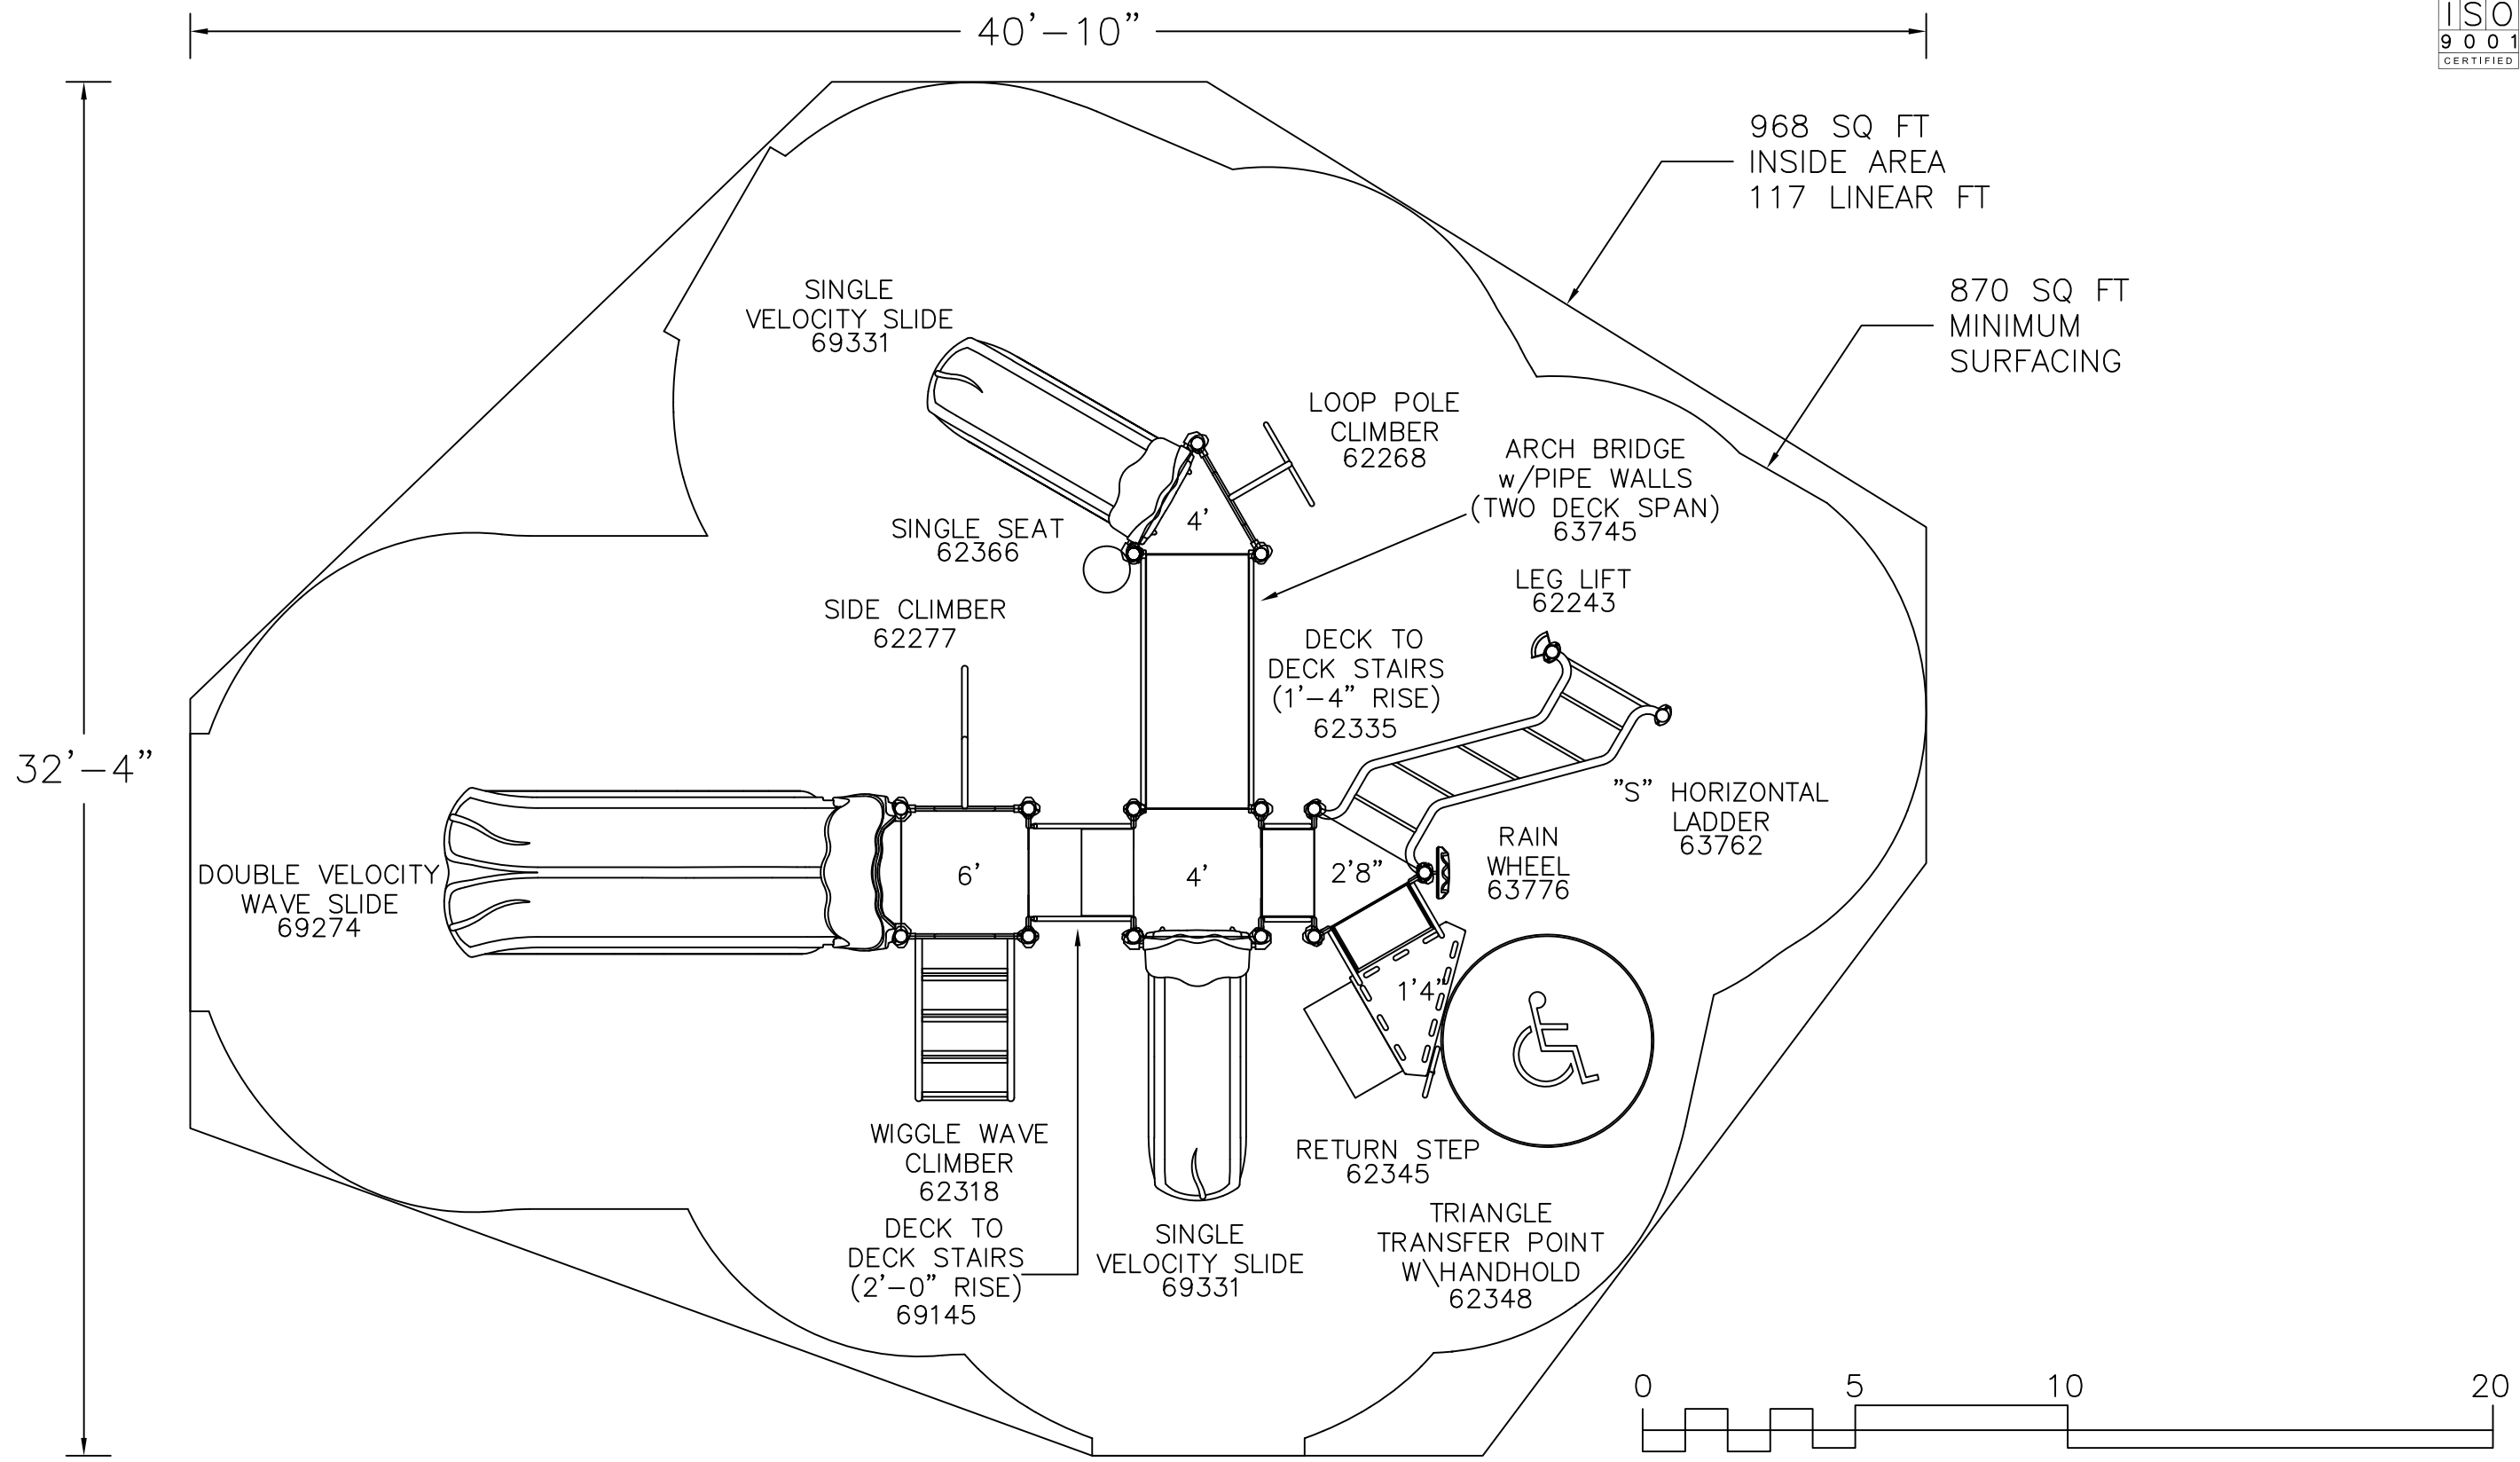 40'-10"
ISO
9001
CERTIFIED
968 SQ FT
INSIDE AREA
117 LINEAR FT
870 SQ FT
MINIMUM
SURFACING
SINGLE
VELOCITY SLIDE
69331
LOOP POLE
CLIMBER
62268
ARCH BRIDGE
w/PIPE WALLS
(TWO DECK SPAN)
63745
4'
SINGLE SEAT
62366
LEG LIFT
62243
SIDE CLIMBER
62277
DECK TO
DECK STAIRS
(1'-4" RISE)
62335
32'-4"
"S" HORIZONTAL
LADDER
63762
RAIN
WHEEL
63776
DOUBLE VELOCITY
WAVE SLIDE
69274
6'
4'
2'8"
1'4"
WIGGLE WAVE
CLIMBER
62318
RETURN STEP
62345
DECK TO
DECK STAIRS
(2'-0" RISE)
69145
SINGLE
VELOCITY SLIDE
69331
TRIANGLE
TRANSFER POINT
W\HANDHOLD
62348
0 5 10 20